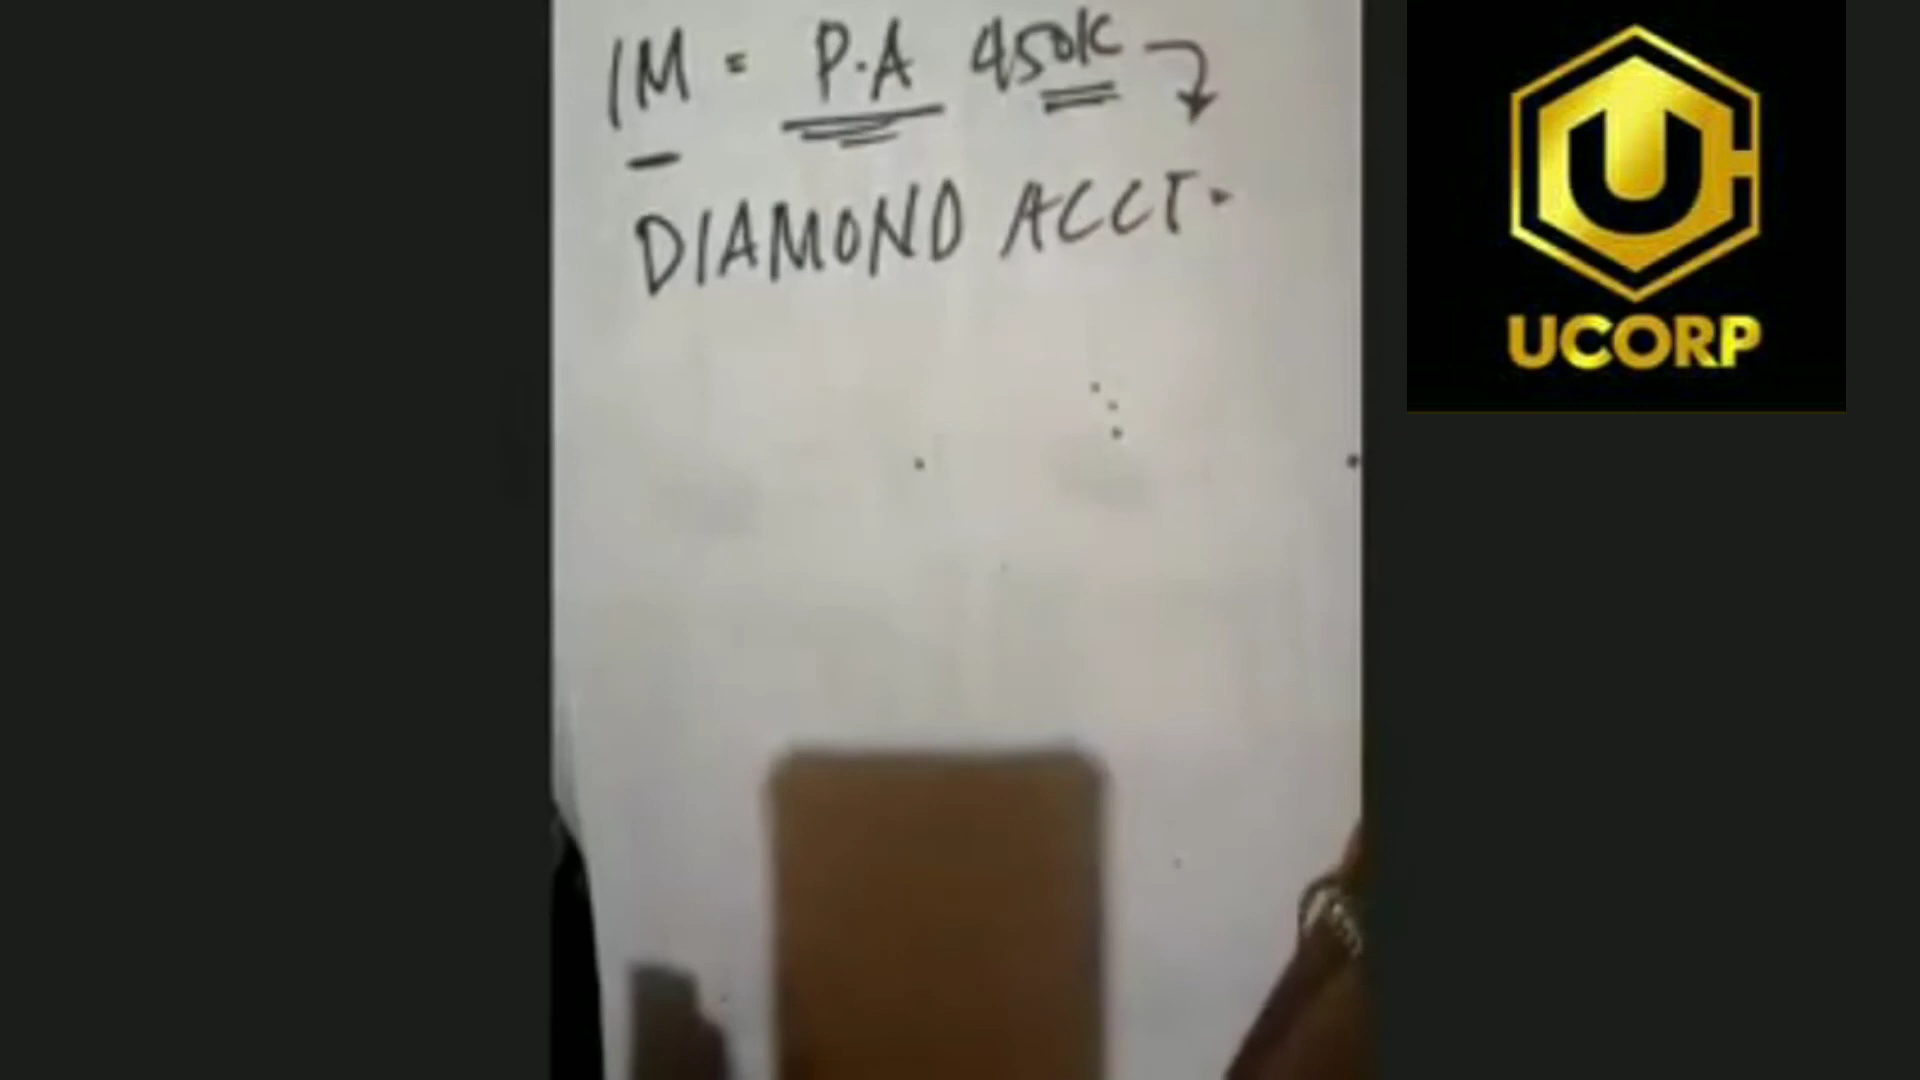 1M = P.A 450K
DIAMOND ACCT.
UCORP